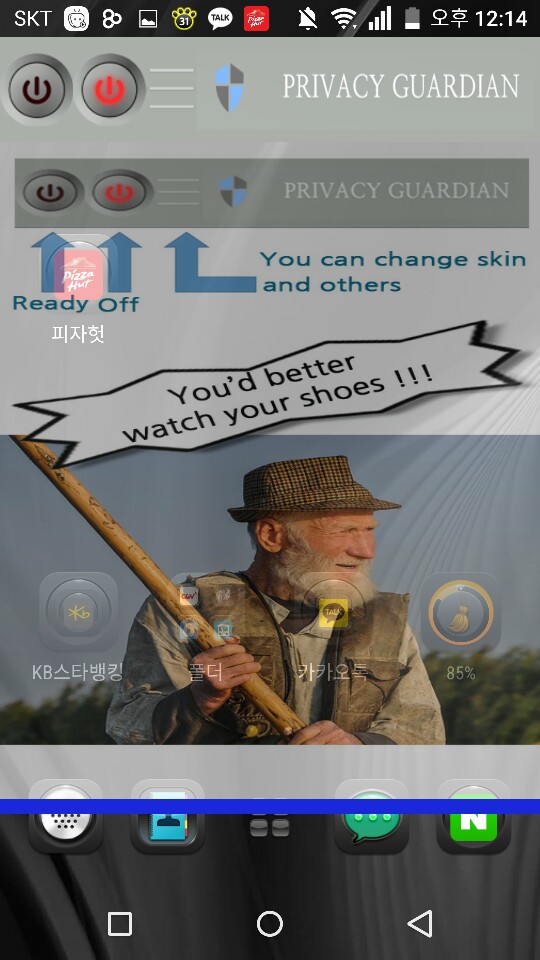 SKT 31 TALK Pizza Hut 오후 12:14
PRIVACY GUARDIAN
PRIVACY GUARDIAN
You can change skin
and others
Pizza
Hut
Ready Off
피자헛
You'd better
watch your shoes !!!
CGV
TALK
KB스타뱅킹 폴더 카카오톡 85%
N